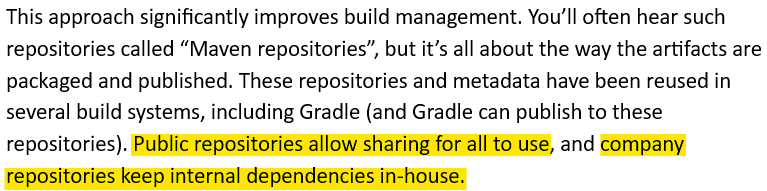 This approach significantly improves build management. You’ll often hear such
repositories called “Maven repositories”, but it’s all about the way the artifacts are
packaged and published. These repositories and metadata have been reused in
several build systems, including Gradle (and Gradle can publish to these
repositories). Public repositories allow sharing for all to use, and company
repositories keep internal dependencies in-house.